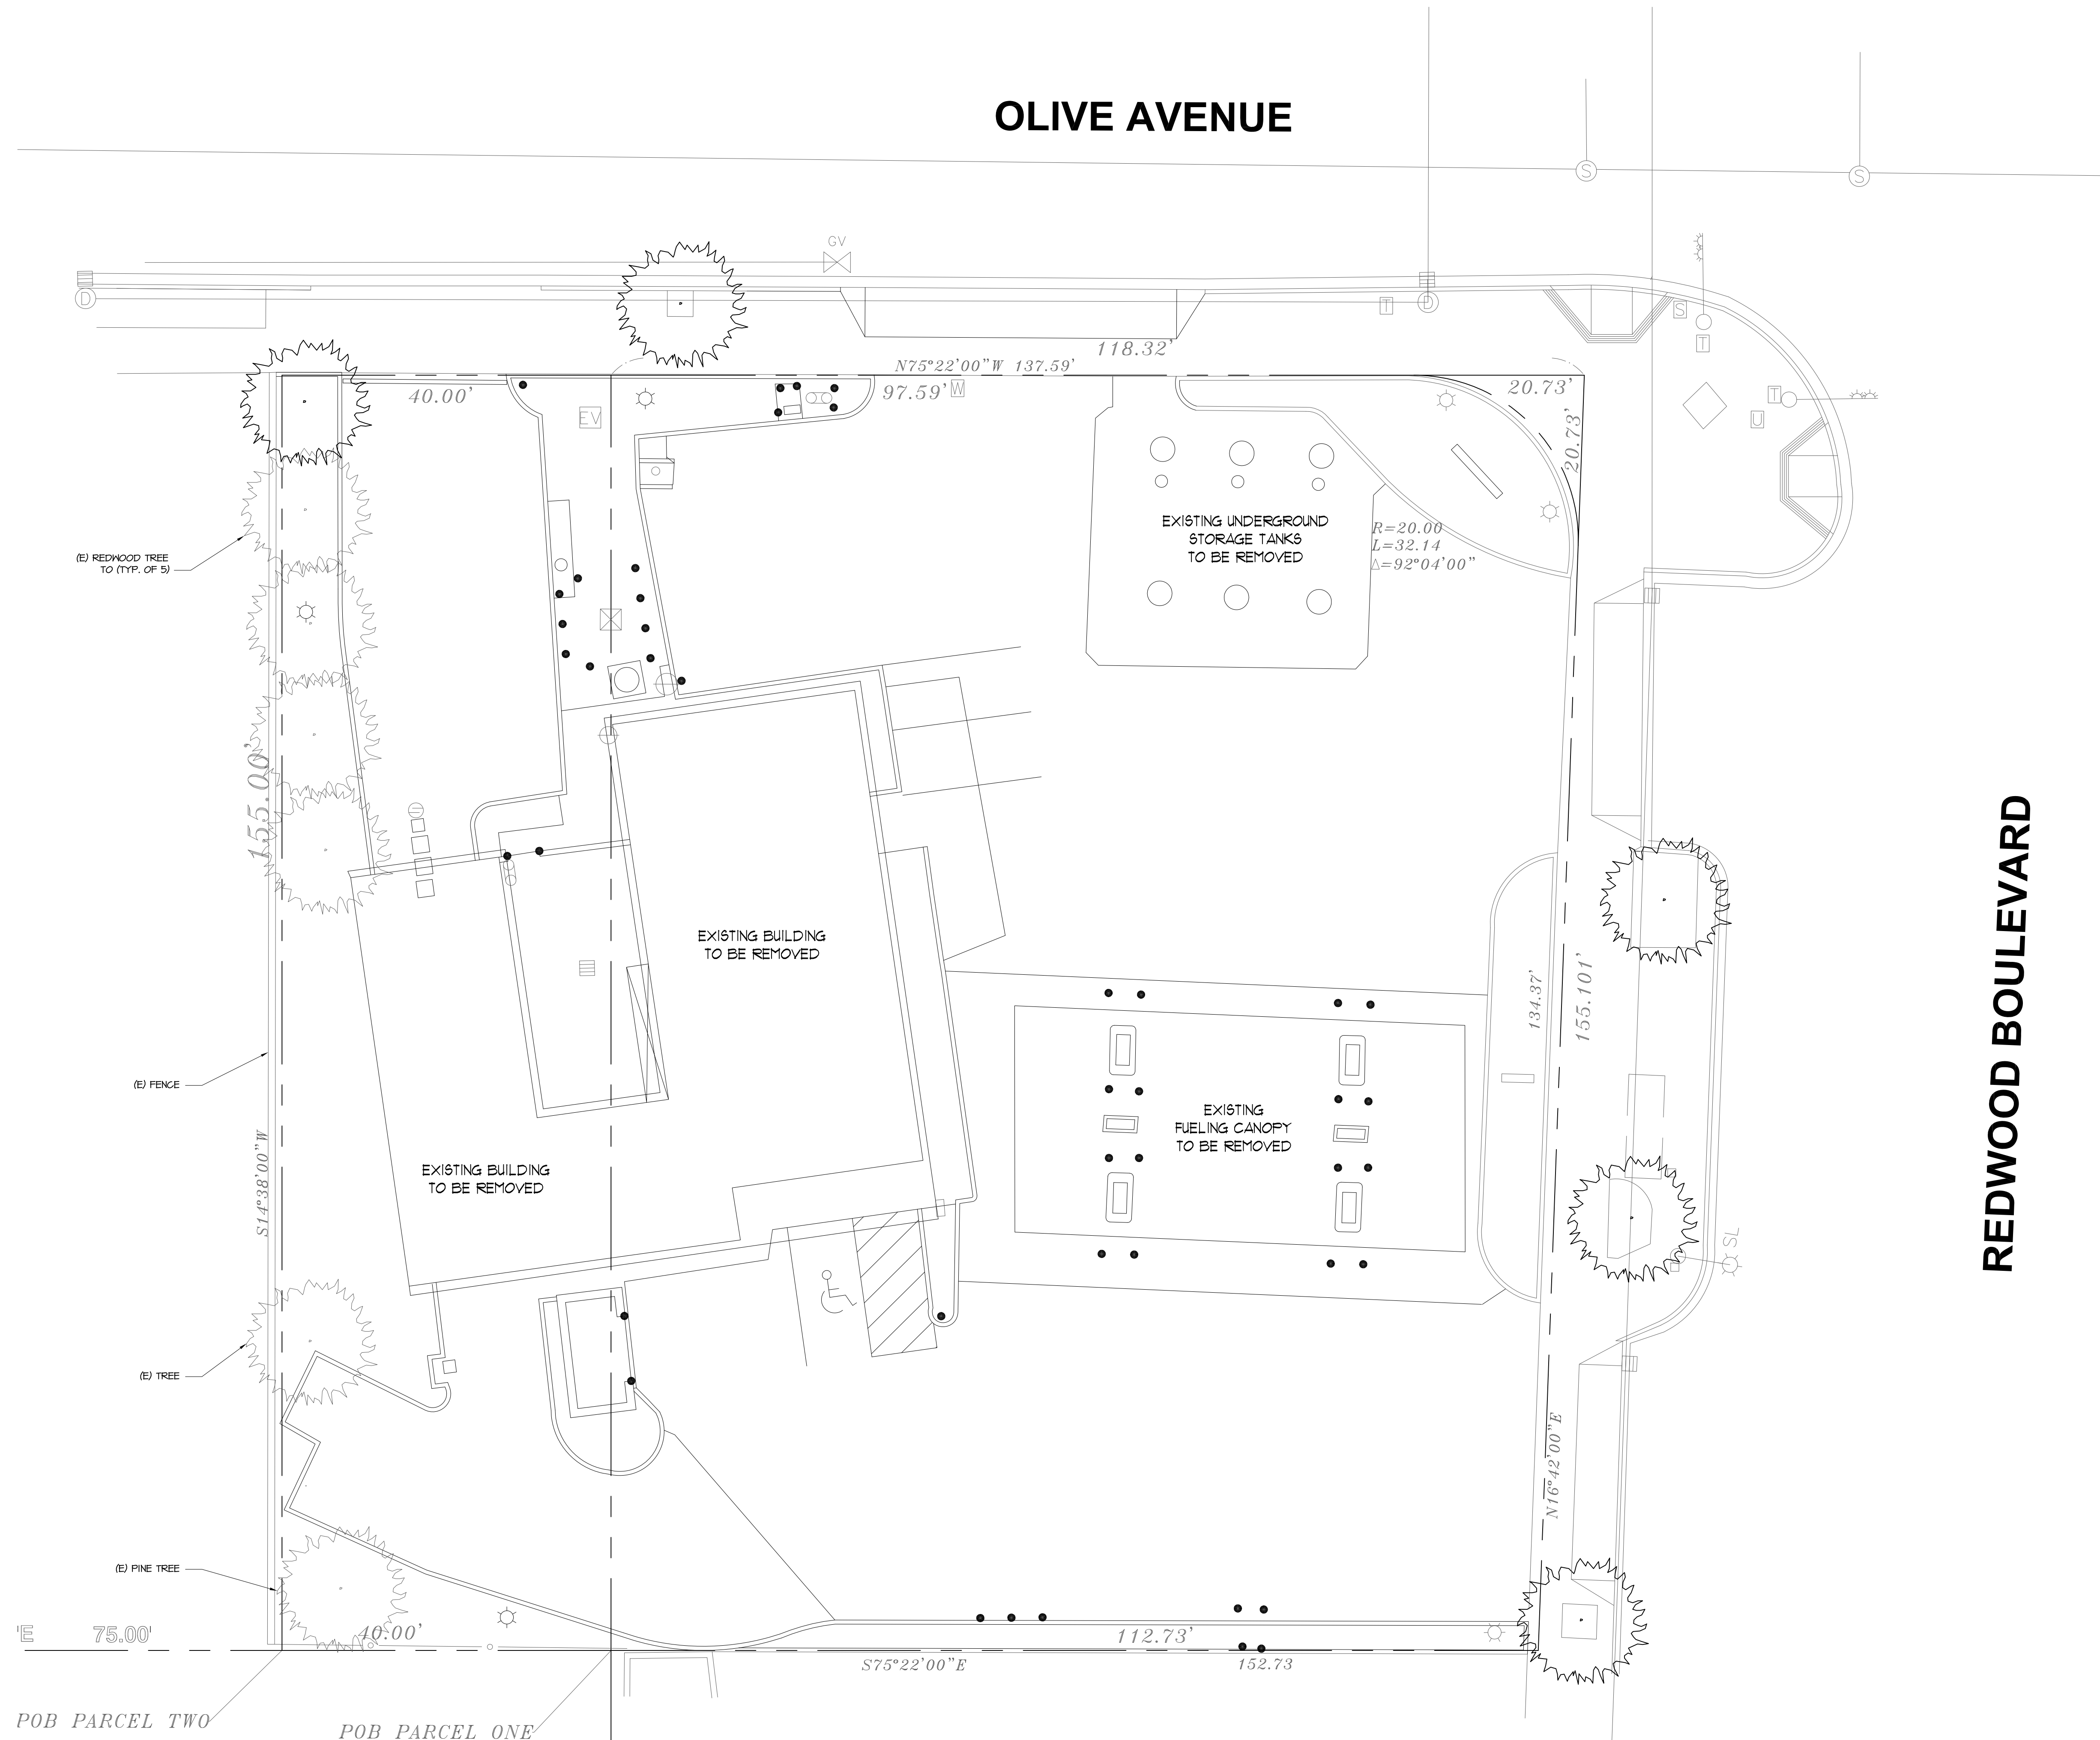 OLIVE AVENUE
S
S
GV
D
D
T
S
T
T
U
118.32'
N75°22'00"W 137.59'
40.00'
97.59'
W
20.73'
20.73'
EV
EXISTING UNDERGROUND
STORAGE TANKS
TO BE REMOVED
R=20.00
L=32.14
Δ=92°04'00"
(E) REDWOOD TREE
TO (TYP. OF 5)
155.00'
REDWOOD BOULEVARD
EXISTING BUILDING
TO BE REMOVED
134.37'
155.101'
(E) FENCE
EXISTING
FUELING CANOPY
TO BE REMOVED
S14°38'00"W
EXISTING BUILDING
TO BE REMOVED
SL
(E) TREE
N16°42'00"E
(E) PINE TREE
'E 75.00'
40.00'
112.73'
S75°22'00"E
152.73
POB PARCEL TWO
POB PARCEL ONE